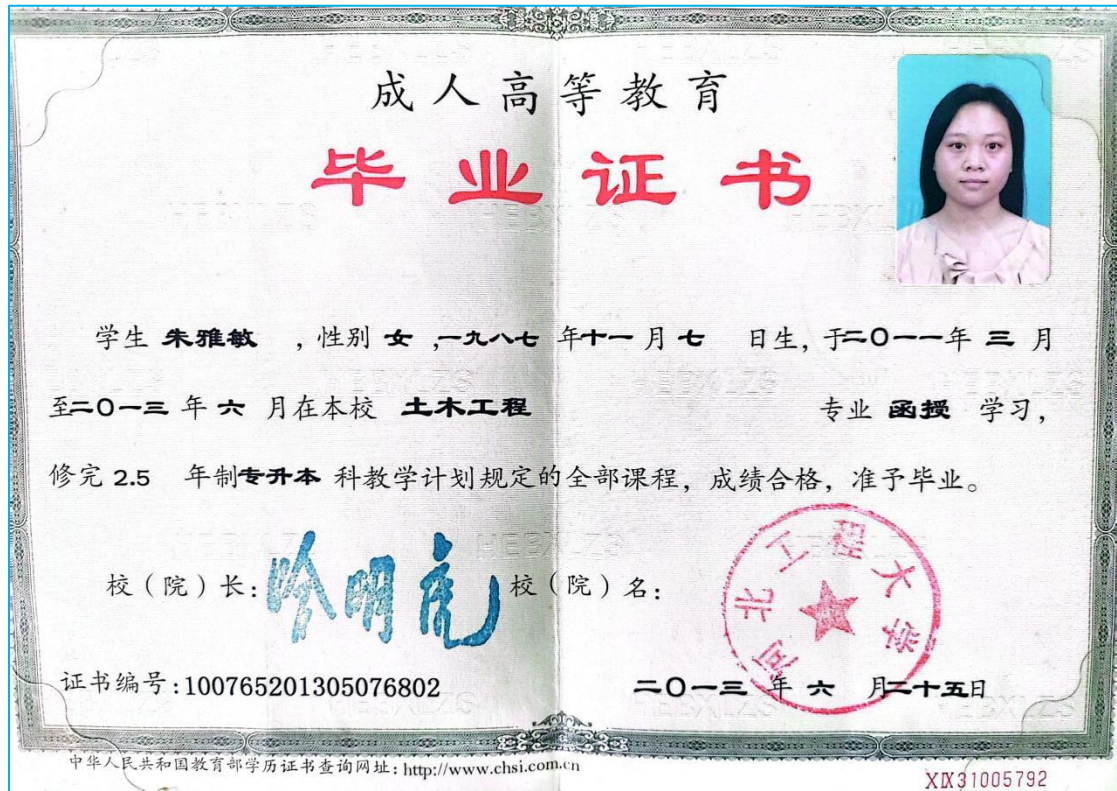 成人高等教育
毕业证书
学生 朱雅敏 ，性别 女 ，一九八七 年十一月 七 日生，于二〇一一年 三 月
至二〇一三 年 六 月在本校 土木工程 专业 函授 学习，
修完 2.5 年制专升本 科教学计划规定的全部课程，成绩合格，准予毕业。
校（院）长：哈明虎 校（院）名：
河北工程大学
证书编号：100765201305076802 二〇一三 年 六 月二十五日
中华人民共和国教育部学历证书查询网址：http://www.chsi.com.cn
XIX31005792